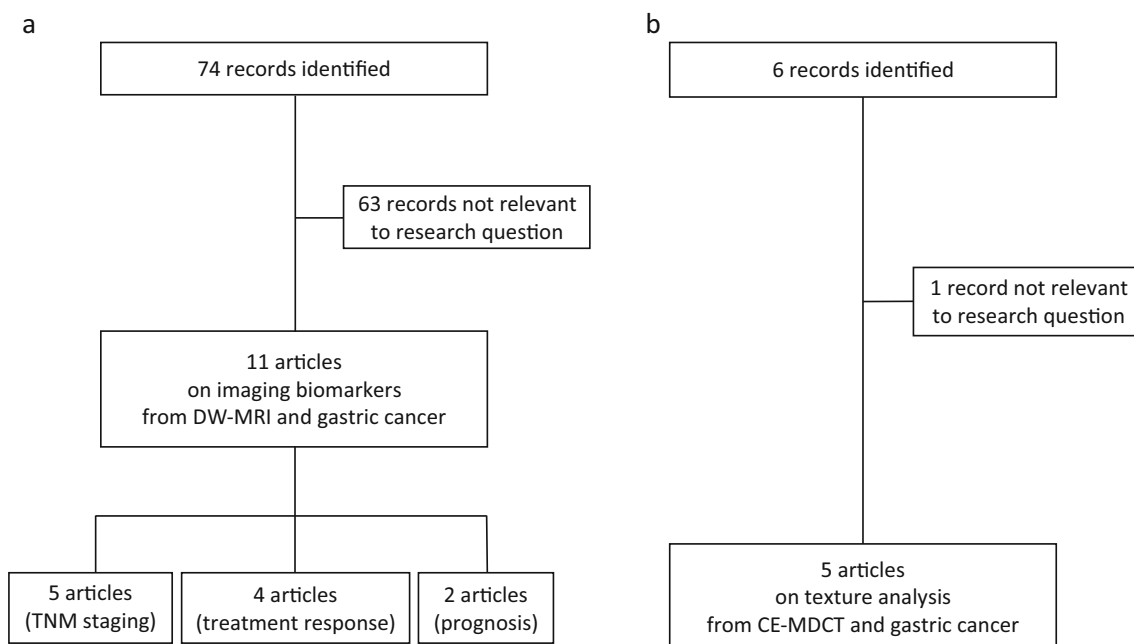 a
74 records identified
63 records not relevant
to research question
11 articles
on imaging biomarkers
from DW-MRI and gastric cancer
5 articles
(TNM staging)
4 articles
(treatment response)
2 articles
(prognosis)
b
6 records identified
1 record not relevant
to research question
5 articles
on texture analysis
from CE-MDCT and gastric cancer